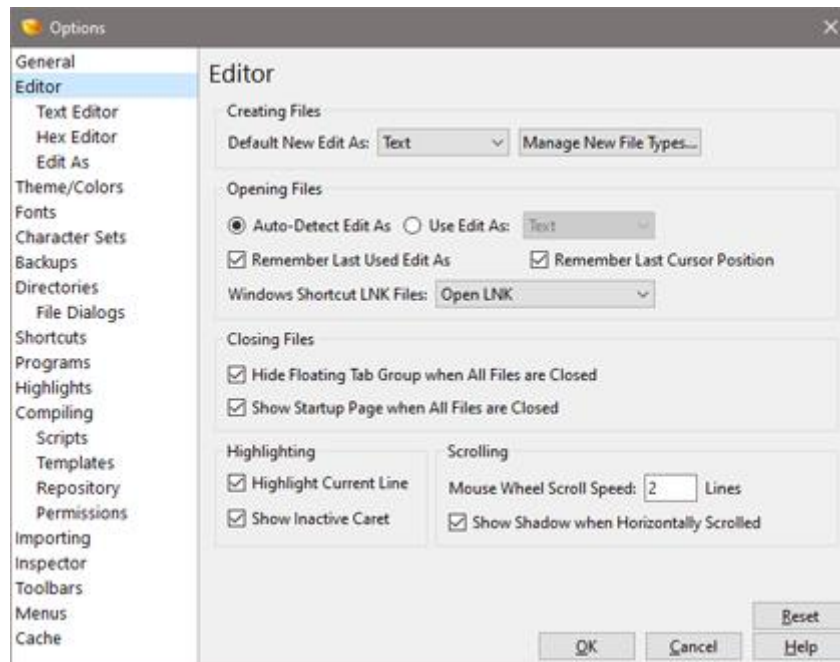 Options
General
Editor
Text Editor
Hex Editor
Edit As
Theme/Colors
Fonts
Character Sets
Backups
Directories
File Dialogs
Shortcuts
Programs
Highlights
Compiling
Scripts
Templates
Repository
Permissions
Importing
Inspector
Toolbars
Menus
Cache
Editor
Creating Files
Default New Edit As: Text Manage New File Types...
Opening Files
Auto-Detect Edit As Use Edit As: Text
Remember Last Used Edit As Remember Last Cursor Position
Windows Shortcut LNK Files: Open LNK
Closing Files
Hide Floating Tab Group when All Files are Closed
Show Startup Page when All Files are Closed
Highlighting
Highlight Current Line
Show Inactive Caret
Scrolling
Mouse Wheel Scroll Speed: 2 Lines
Show Shadow when Horizontally Scrolled
Reset
OK Cancel Help